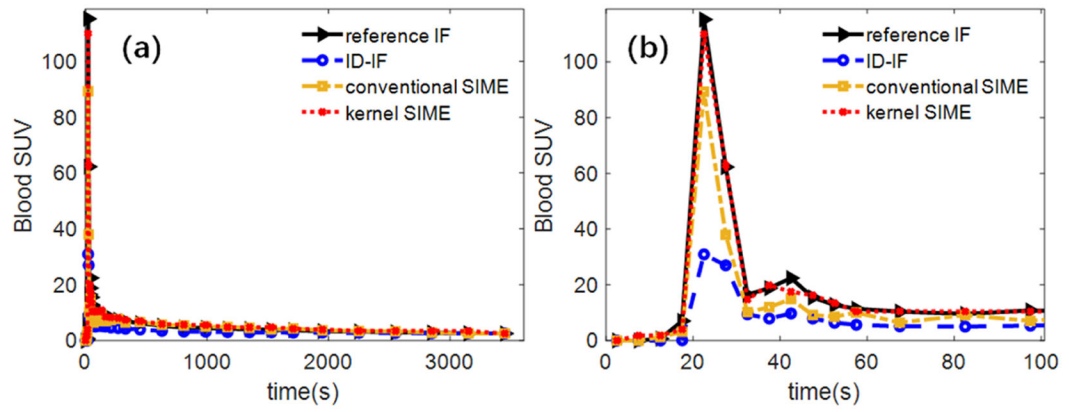 (a)
reference IF
ID-IF
conventional SIME
kernel SIME
Blood SUV
100
80
60
40
20
0
0 1000 2000 3000
time(s)
(b)
reference IF
ID-IF
conventional SIME
kernel SIME
Blood SUV
100
80
60
40
20
0
0 20 40 60 80 100
time(s)